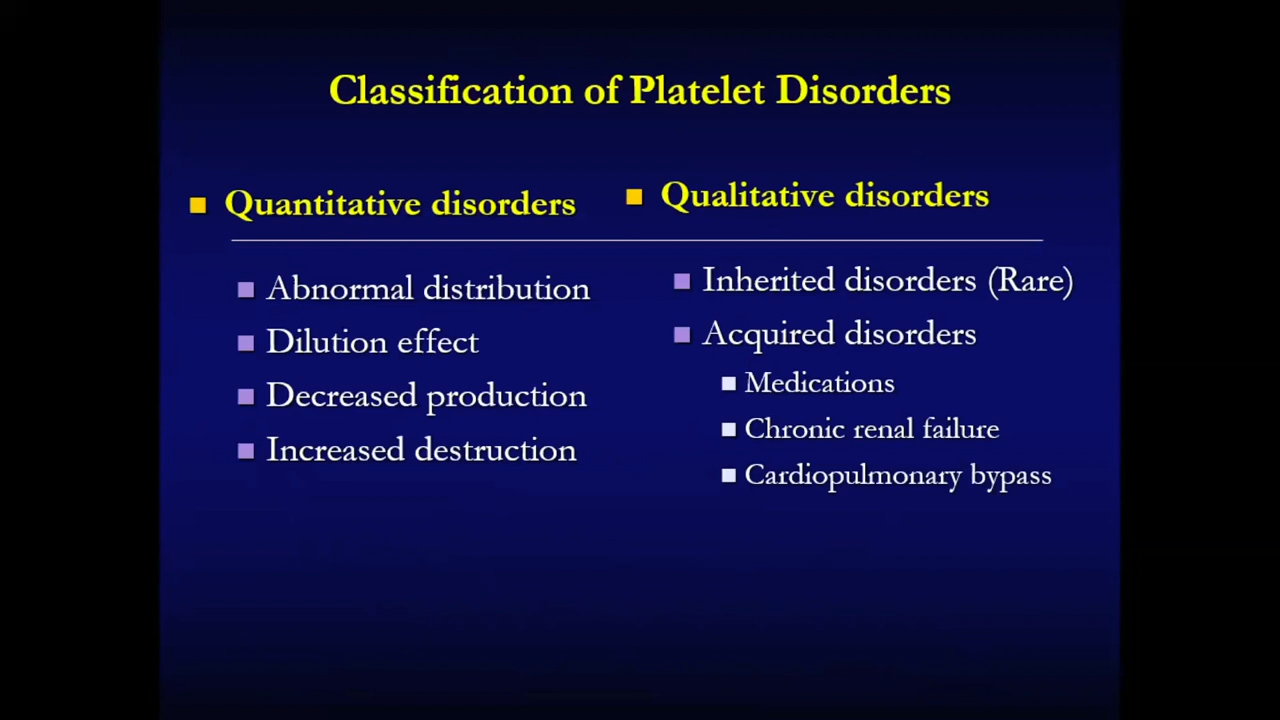 Classification of Platelet Disorders
Quantitative disorders
Abnormal distribution
Dilution effect
Decreased production
Increased destruction
Qualitative disorders
Inherited disorders (Rare)
Acquired disorders
Medications
Chronic renal failure
Cardiopulmonary bypass